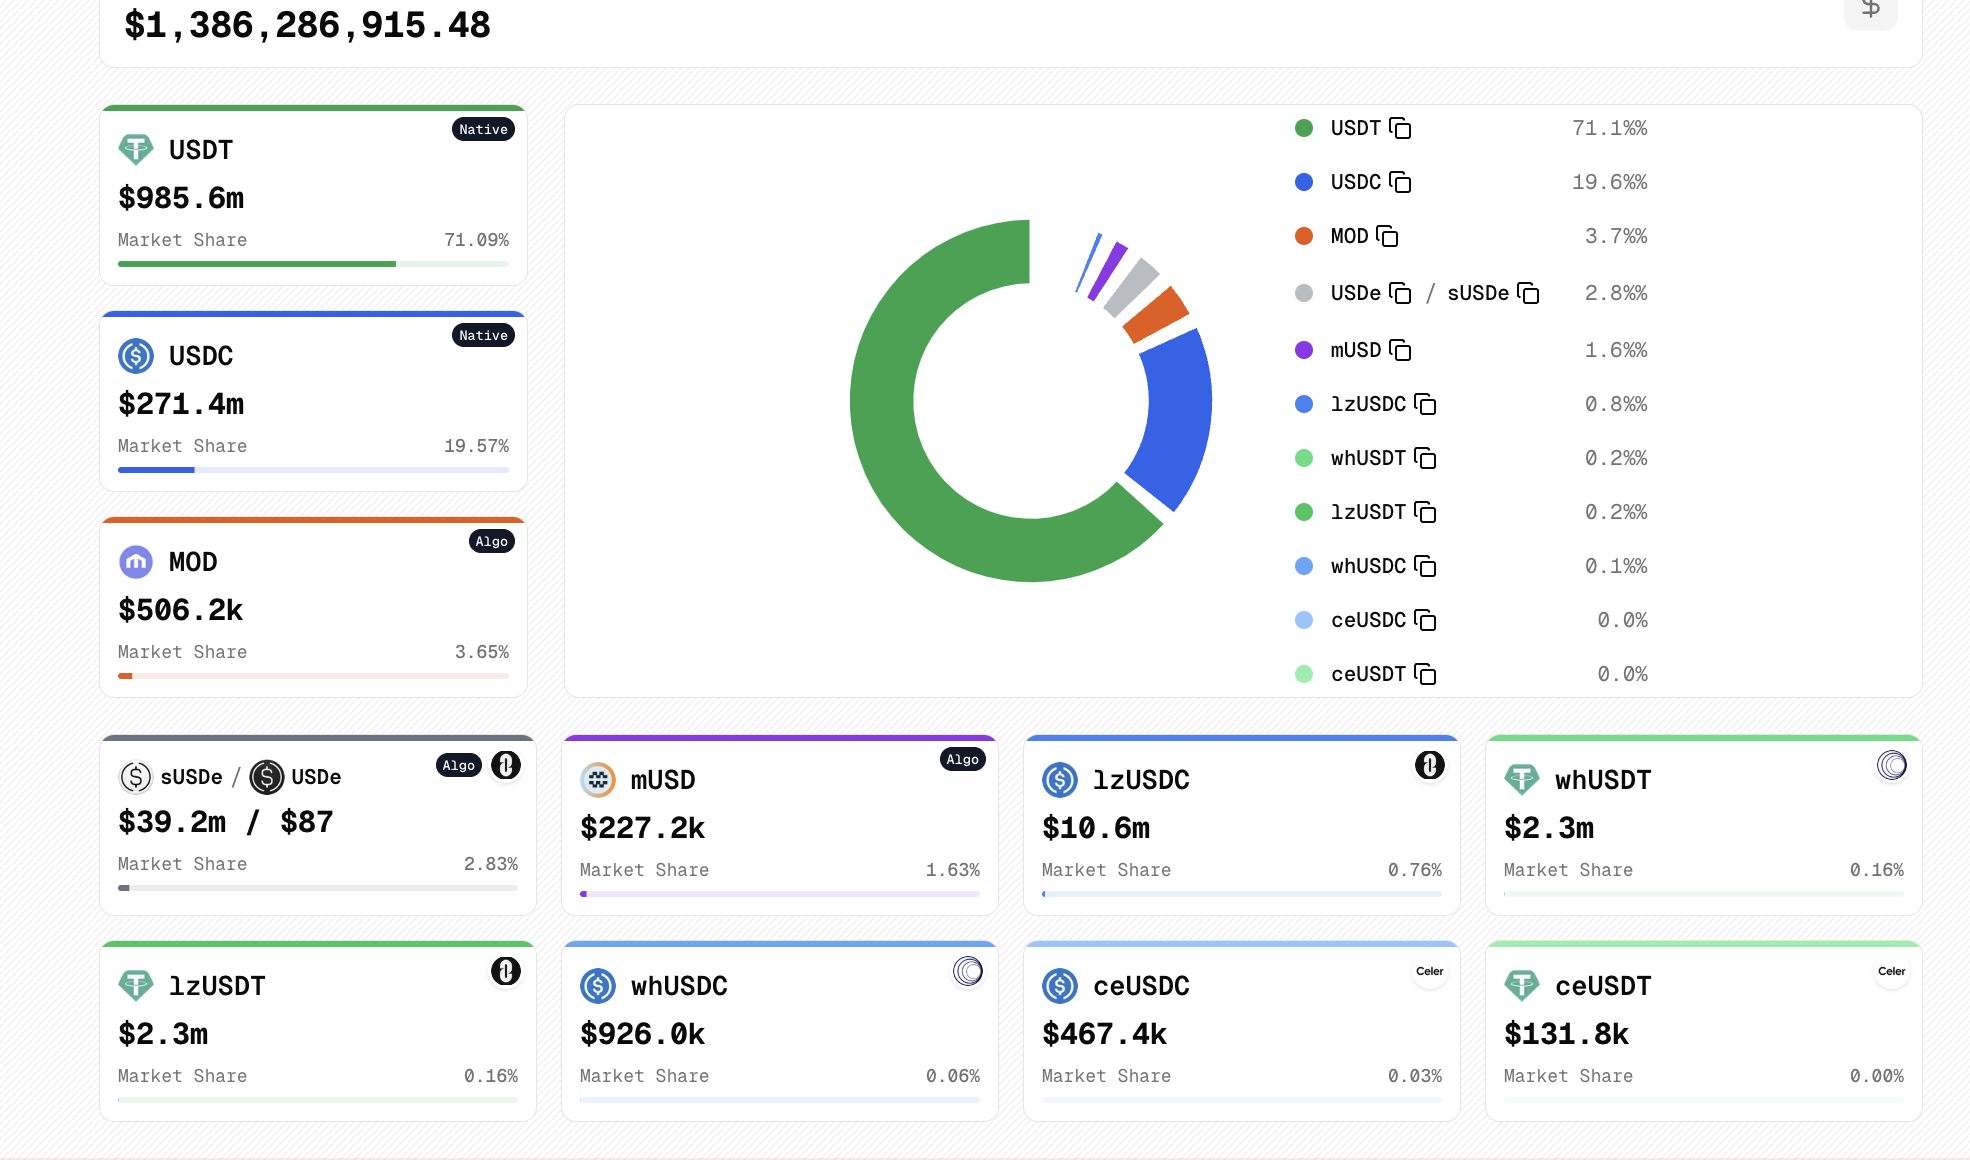 $1,386,286,915.48
$
Native
USDT
$985.6m
Market Share 71.09%
Native
USDC
$271.4m
Market Share 19.57%
Algo
MOD
$506.2k
Market Share 3.65%
USDT 71.1%%
USDC 19.6%%
MOD 3.7%%
USDe / sUSDe 2.8%%
mUSD 1.6%%
lzUSDC 0.8%%
whUSDT 0.2%%
lzUSDT 0.2%%
whUSDC 0.1%%
ceUSDC 0.0%
ceUSDT 0.0%
sUSDe / USDe Algo
$39.2m / $87
Market Share 2.83%
Algo
mUSD
$227.2k
Market Share 1.63%
lzUSDC
$10.6m
Market Share 0.76%
whUSDT
$2.3m
Market Share 0.16%
lzUSDT
$2.3m
Market Share 0.16%
whUSDC
$926.0k
Market Share 0.06%
Celer
ceUSDC
$467.4k
Market Share 0.03%
Celer
ceUSDT
$131.8k
Market Share 0.00%